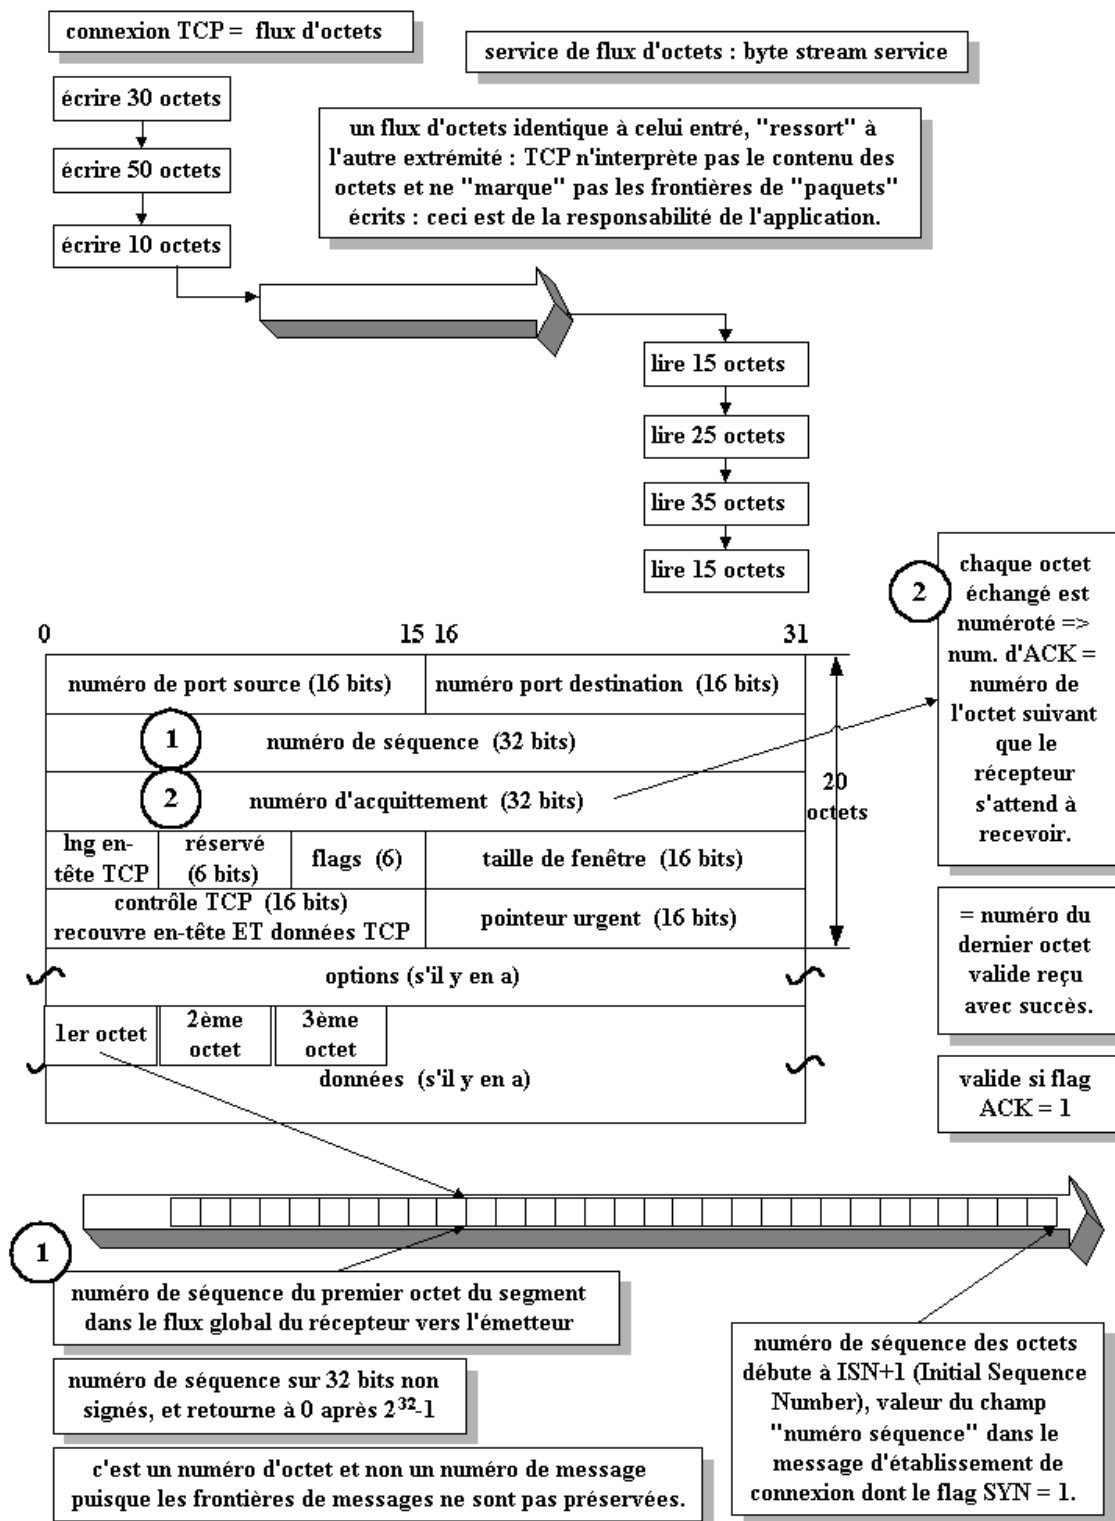 connexion TCP = flux d'octets
service de flux d'octets : byte stream service
écrire 30 octets
écrire 50 octets
écrire 10 octets
un flux d'octets identique à celui entré, "ressort" à
l'autre extrémité : TCP n'interprète pas le contenu des
octets et ne "marque" pas les frontières de "paquets"
écrits : ceci est de la responsabilité de l'application.
lire 15 octets
lire 25 octets
lire 35 octets
lire 15 octets
2
chaque octet
échangé est
numéroté =>
num. d'ACK =
numéro de
l'octet suivant
que le
récepteur
s'attend à
recevoir.
= numéro du
dernier octet
valide reçu
avec succès.
valide si flag
ACK = 1
0
15
16
31
numéro de port source (16 bits)
numéro port destination (16 bits)
1
numéro de séquence (32 bits)
2
numéro d'acquittement (32 bits)
20
octets
lng en-
tête TCP
réservé
(6 bits)
flags (6)
taille de fenêtre (16 bits)
contrôle TCP (16 bits)
recouvre en-tête ET données TCP
pointeur urgent (16 bits)
options (s'il y en a)
1er octet
2ème
octet
3ème
octet
données (s'il y en a)
1
numéro de séquence du premier octet du segment
dans le flux global du récepteur vers l'émetteur
numéro de séquence sur 32 bits non
signés, et retourne à 0 après 2^32-1
c'est un numéro d'octet et non un numéro de message
puisque les frontières de messages ne sont pas préservées.
numéro de séquence des octets
débute à ISN+1 (Initial Sequence
Number), valeur du champ
"numéro séquence" dans le
message d'établissement de
connexion dont le flag SYN = 1.